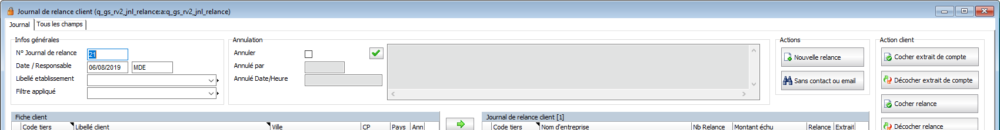 Journal de relance client (q_gs_rv2_jnl_relance:a:q_gs_rv2_jnl_relance)
Journal Tous les champs
Infos générales
N° Journal de relance 21
Date / Responsable 06/08/2019 MDE
Libellé etablissement
Filtre appliqué
Annulation
Annuler
Annulé par
Annulé Date/Heure
Actions
Nouvelle relance
Sans contact ou email
Action client
Cocher extrait de compte
Décocher extrait de compte
Cocher relance
Décocher relance
Fiche client
Code tiers Libellé client Ville CP Pays Ann
Journal de relance client [1]
Code tiers Nom d'entreprise Nb Relance Montant échu Relance Extrait